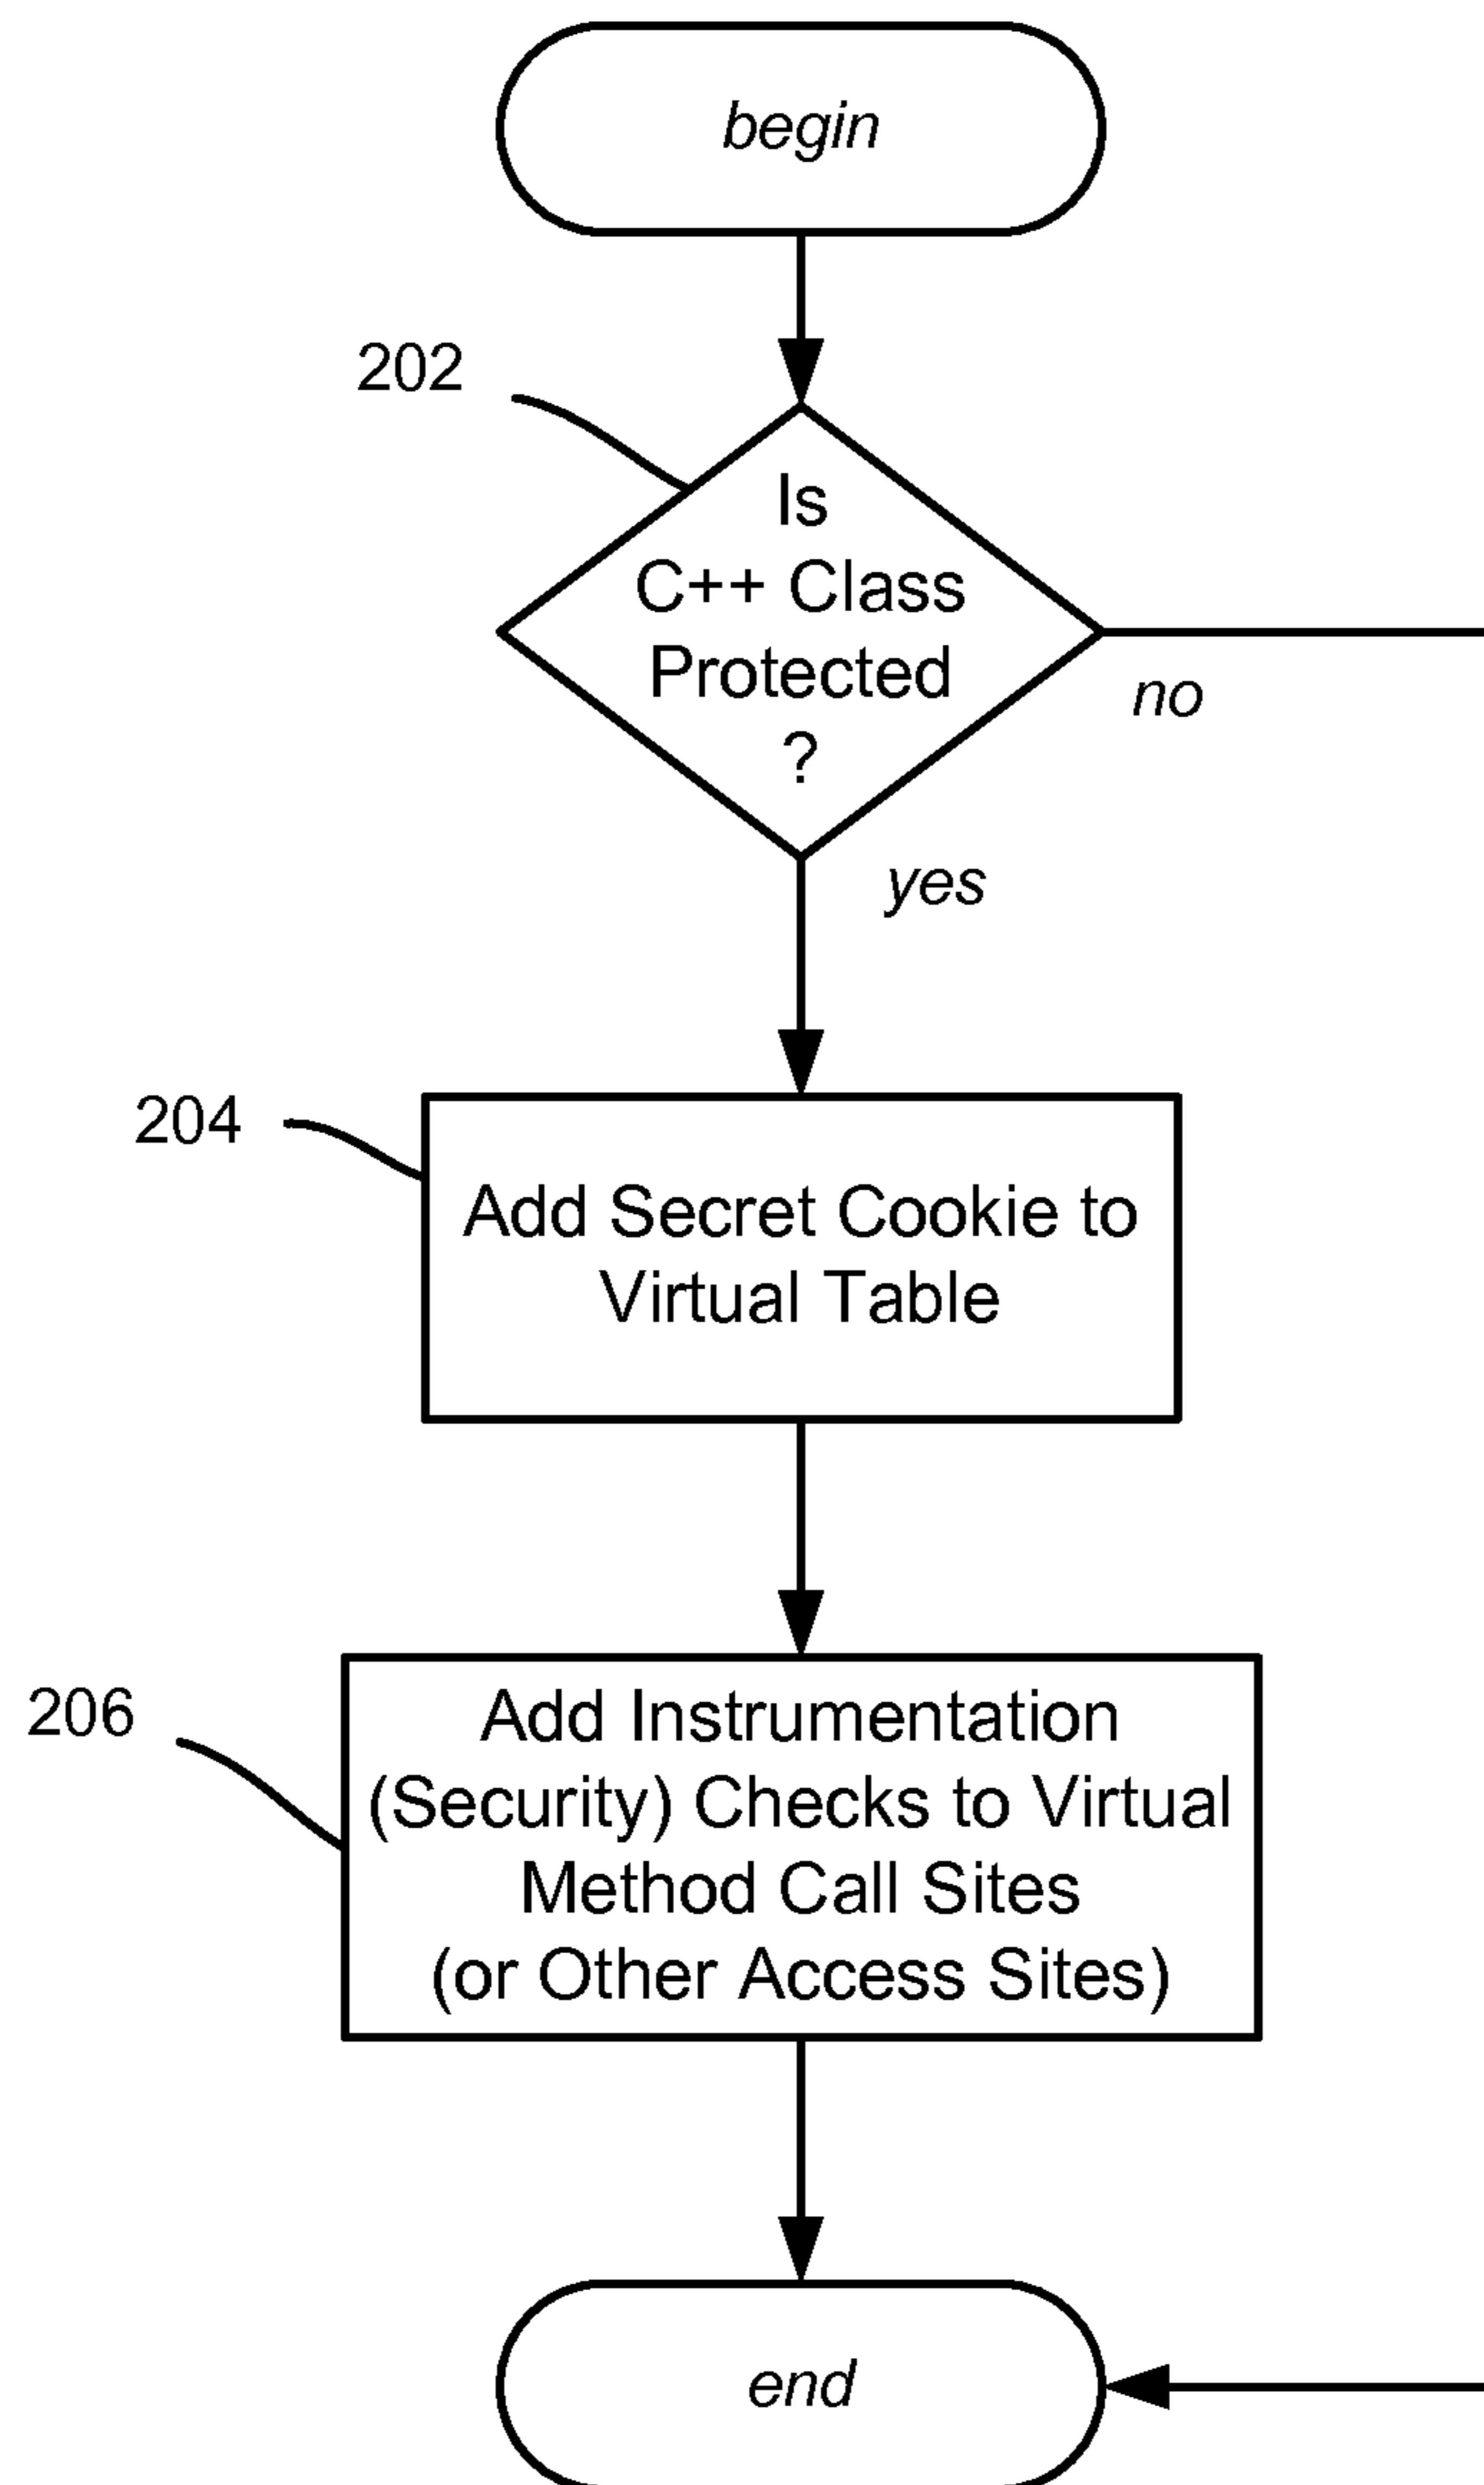 begin
202
Is
C++ Class
Protected
?
no
yes
204
Add Secret Cookie to
Virtual Table
206
Add Instrumentation
(Security) Checks to Virtual
Method Call Sites
(or Other Access Sites)
end